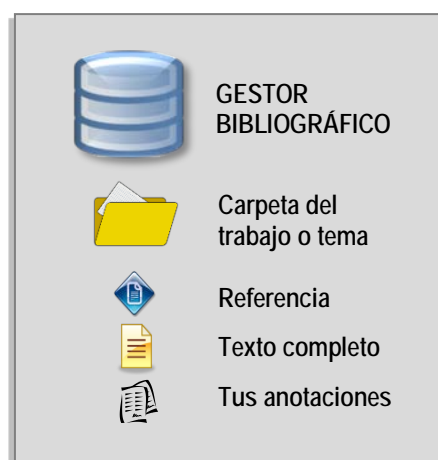 GESTOR
BIBLIOGRÁFICO
Carpeta del
trabajo o tema
Referencia
Texto completo
Tus anotaciones